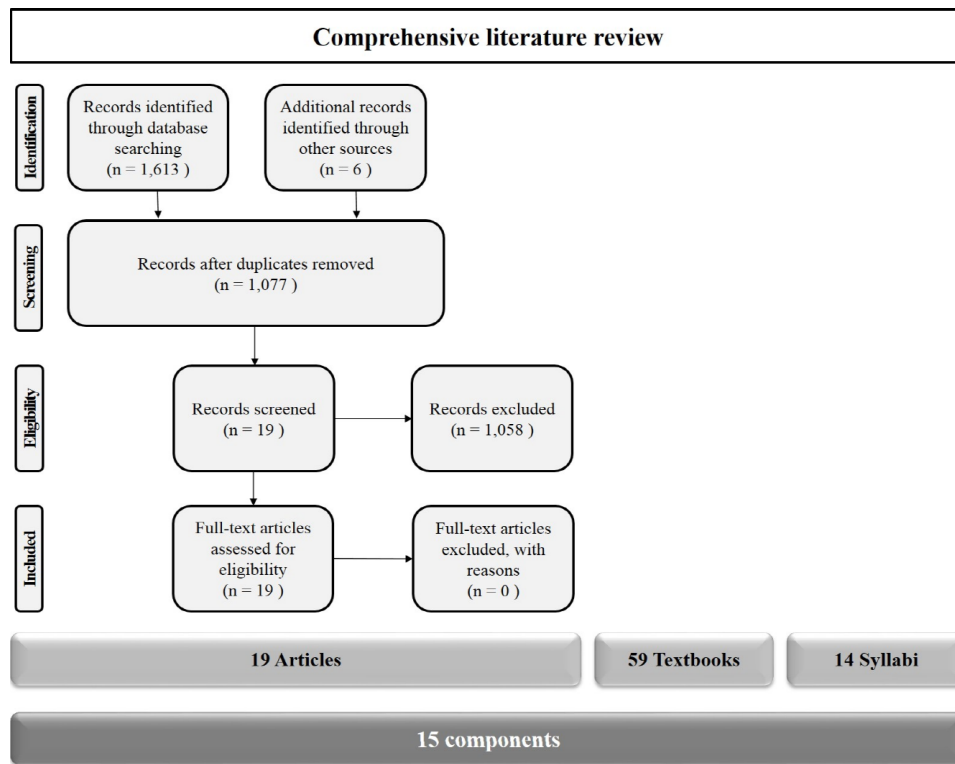 Comprehensive literature review
Identification
Records identified
through database
searching
(n = 1,613 )
Additional records
identified through
other sources
(n = 6 )
Screening
Records after duplicates removed
(n = 1,077 )
Eligibility
Records screened
(n = 19 )
Records excluded
(n = 1,058 )
Included
Full-text articles
assessed for
eligibility
(n = 19 )
Full-text articles
excluded, with
reasons
(n = 0 )
19 Articles
59 Textbooks
14 Syllabi
15 components